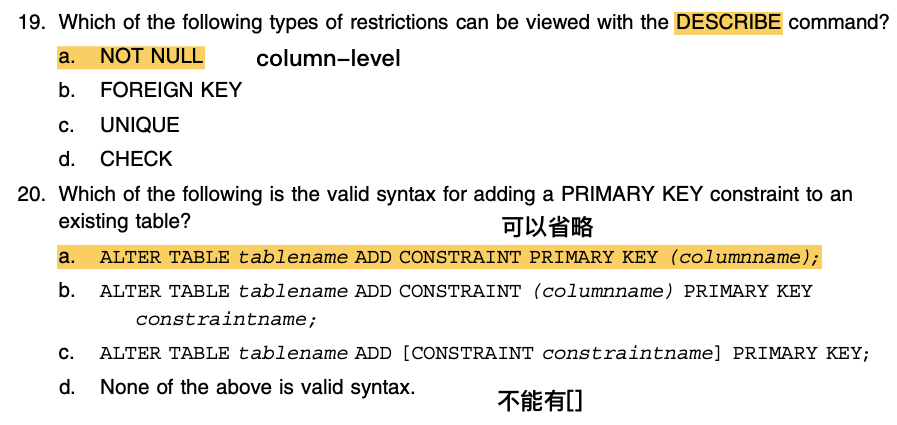 19. Which of the following types of restrictions can be viewed with the DESCRIBE command?
a. NOT NULL column-level
b. FOREIGN KEY
c. UNIQUE
d. CHECK
20. Which of the following is the valid syntax for adding a PRIMARY KEY constraint to an
existing table?
可以省略
a. ALTER TABLE tablename ADD CONSTRAINT PRIMARY KEY (columnname);
b. ALTER TABLE tablename ADD CONSTRAINT (columnname) PRIMARY KEY
constraintname;
c. ALTER TABLE tablename ADD [CONSTRAINT constraintname] PRIMARY KEY;
d. None of the above is valid syntax.
不能有[]